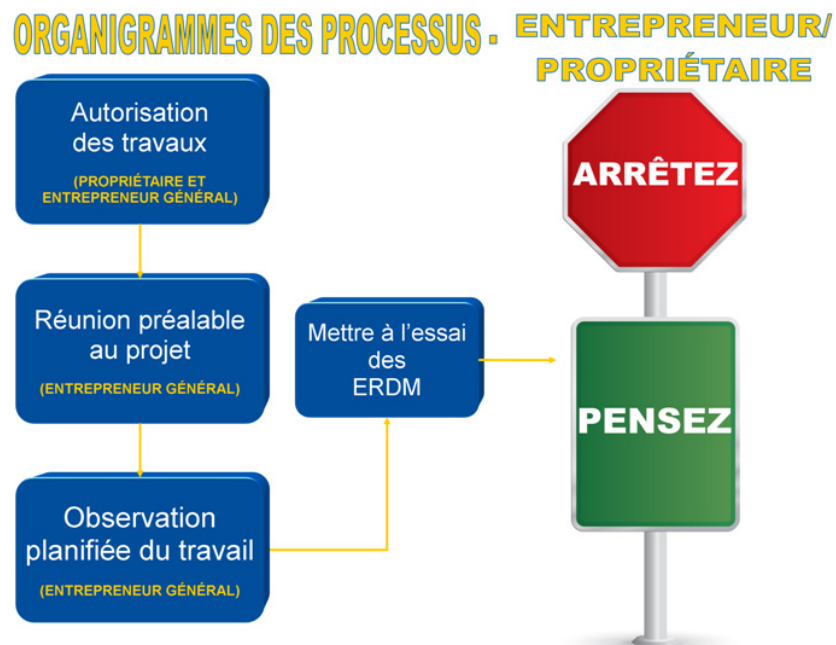 ORGANIGRAMMES DES PROCESSUS - ENTREPRENEUR/
PROPRIÉTAIRE
Autorisation
des travaux
(PROPRIÉTAIRE ET
ENTREPRENEUR GÉNÉRAL)
Réunion préalable
au projet
(ENTREPRENEUR GÉNÉRAL)
Observation
planifiée du travail
(ENTREPRENEUR GÉNÉRAL)
Mettre à l'essai
des
ERDM
ARRÊTEZ
PENSEZ